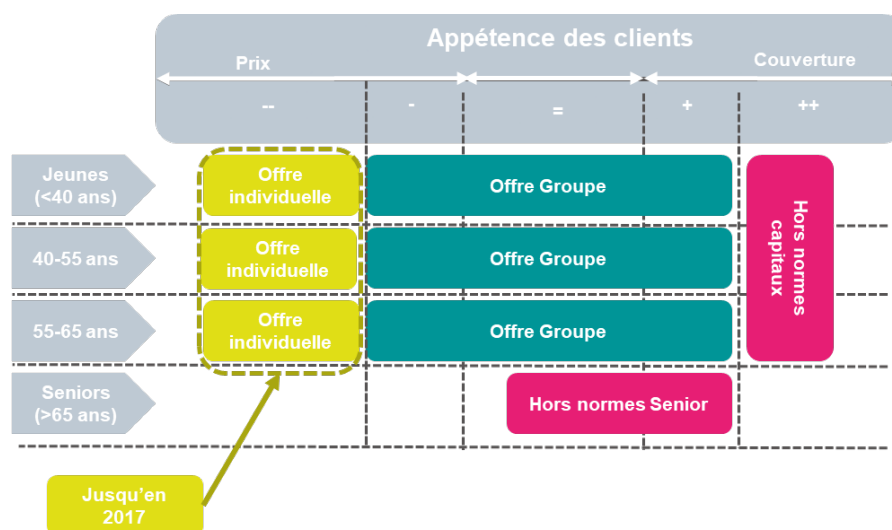 Appétence des clients
Prix
Couverture
--
-
=
+
++
Jeunes
(<40 ans)
Offre
individuelle
Offre Groupe
Hors normes
capitaux
40-55 ans
Offre
individuelle
Offre Groupe
55-65 ans
Offre
individuelle
Offre Groupe
Seniors
(>65 ans)
Hors normes Senior
Jusqu'en
2017